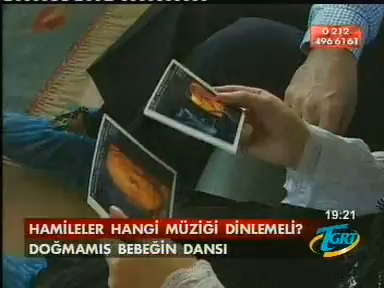 0 212
496 61 61
19:21
HAMİLELER HANGİ MÜZİĞİ DİNLEMELİ?
TGRT
DOĞMAMIŞ BEBEĞİN DANSI